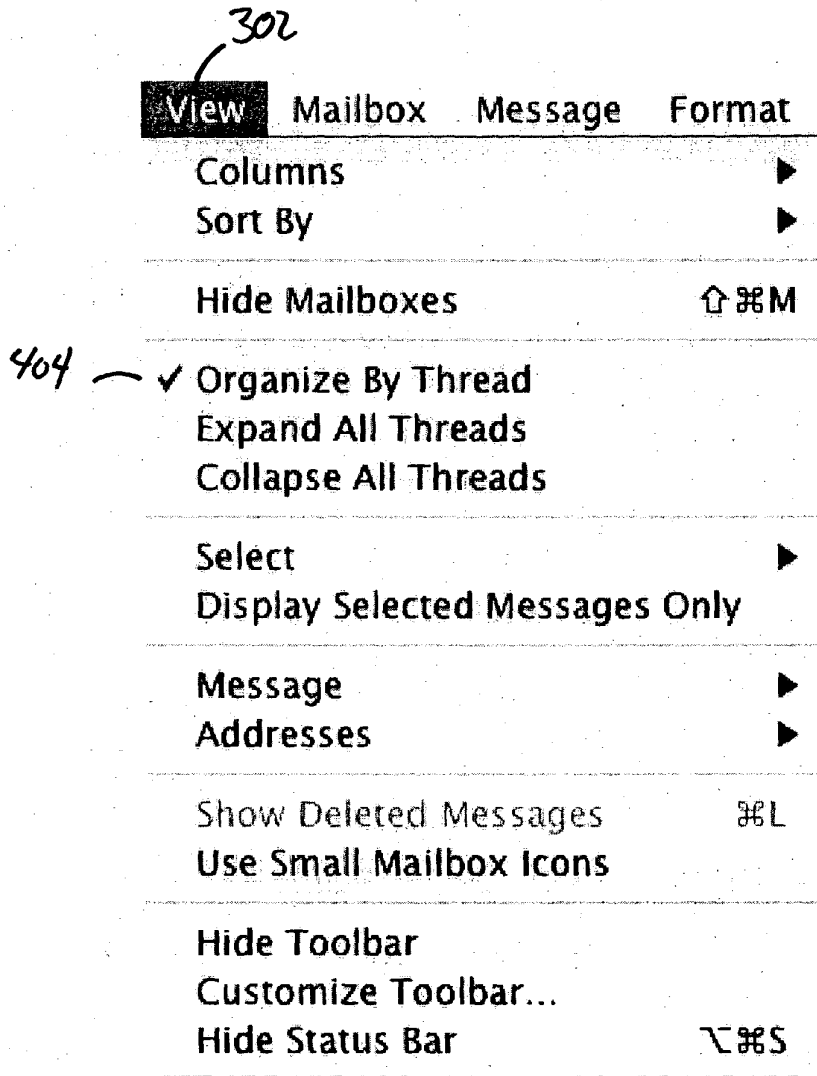 302
View Mailbox Message Format
Columns ▶
Sort By ▶
Hide Mailboxes ⇧⌘M
404 ✓ Organize By Thread
Expand All Threads
Collapse All Threads
Select ▶
Display Selected Messages Only
Message ▶
Addresses ▶
Show Deleted Messages ⌘L
Use Small Mailbox Icons
Hide Toolbar
Customize Toolbar...
Hide Status Bar ⌥⌘S